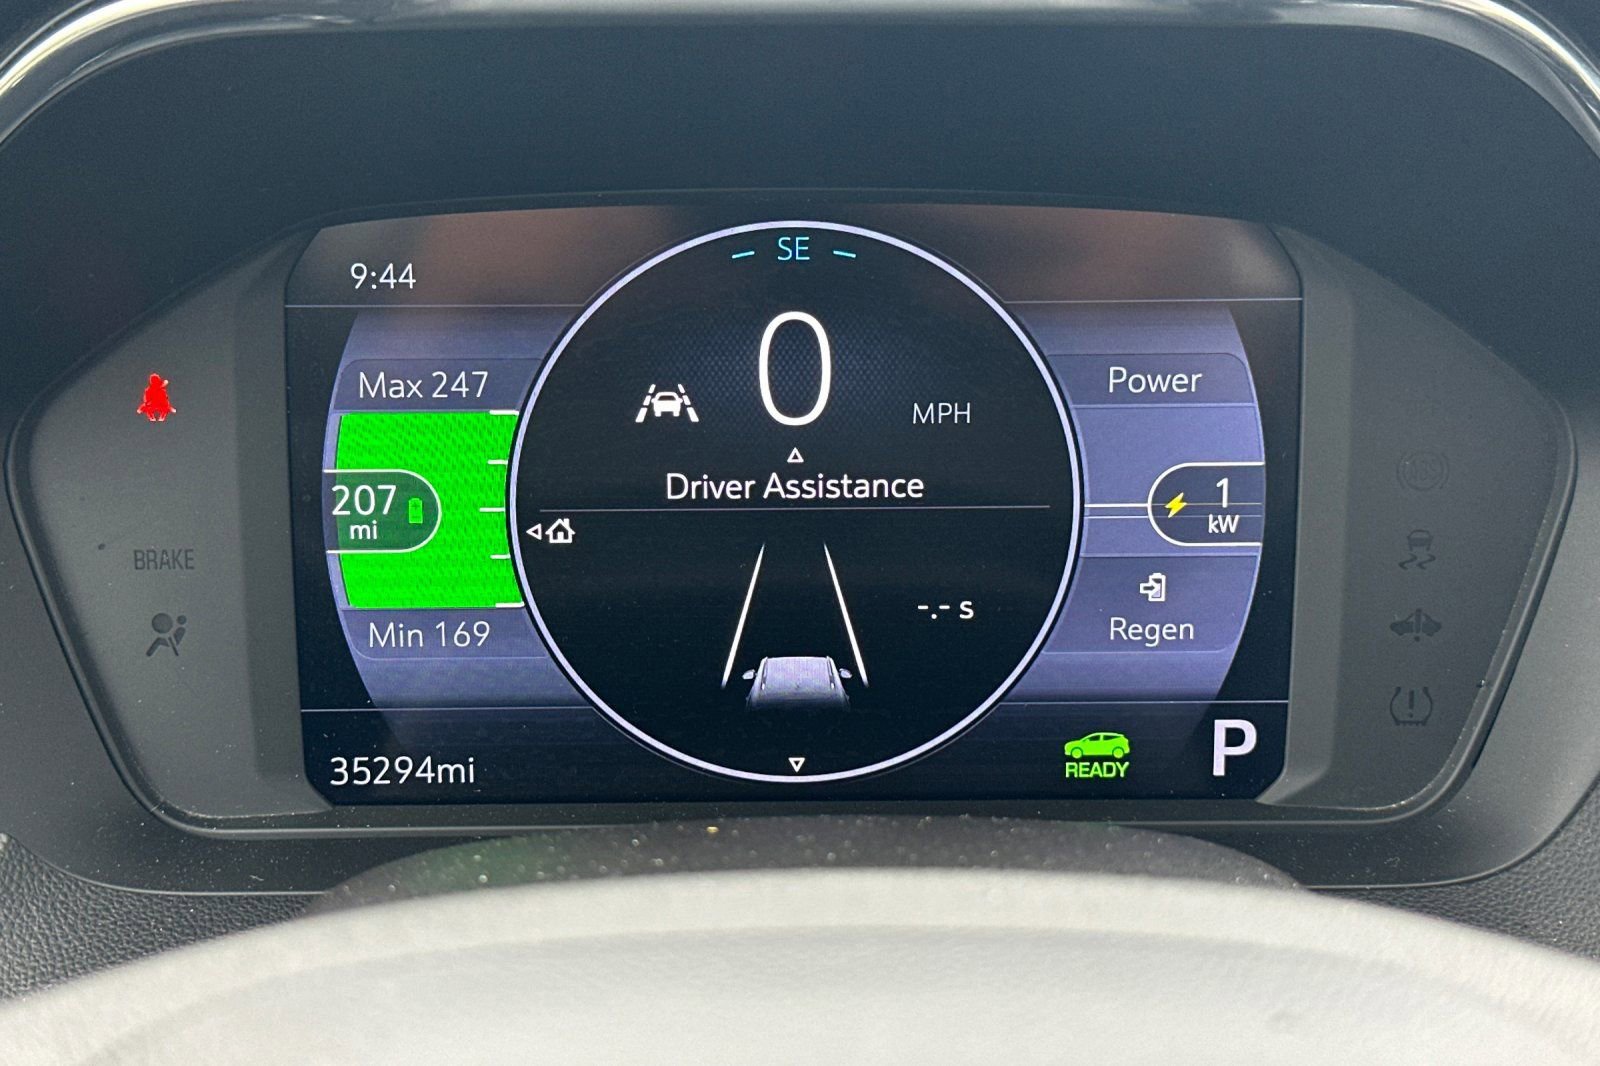 SE
9:44
0
MPH
Max 247
Power
207
mi
Driver Assistance
1
kW
BRAKE
-.- s
Min 169
Regen
35294mi
READY
P